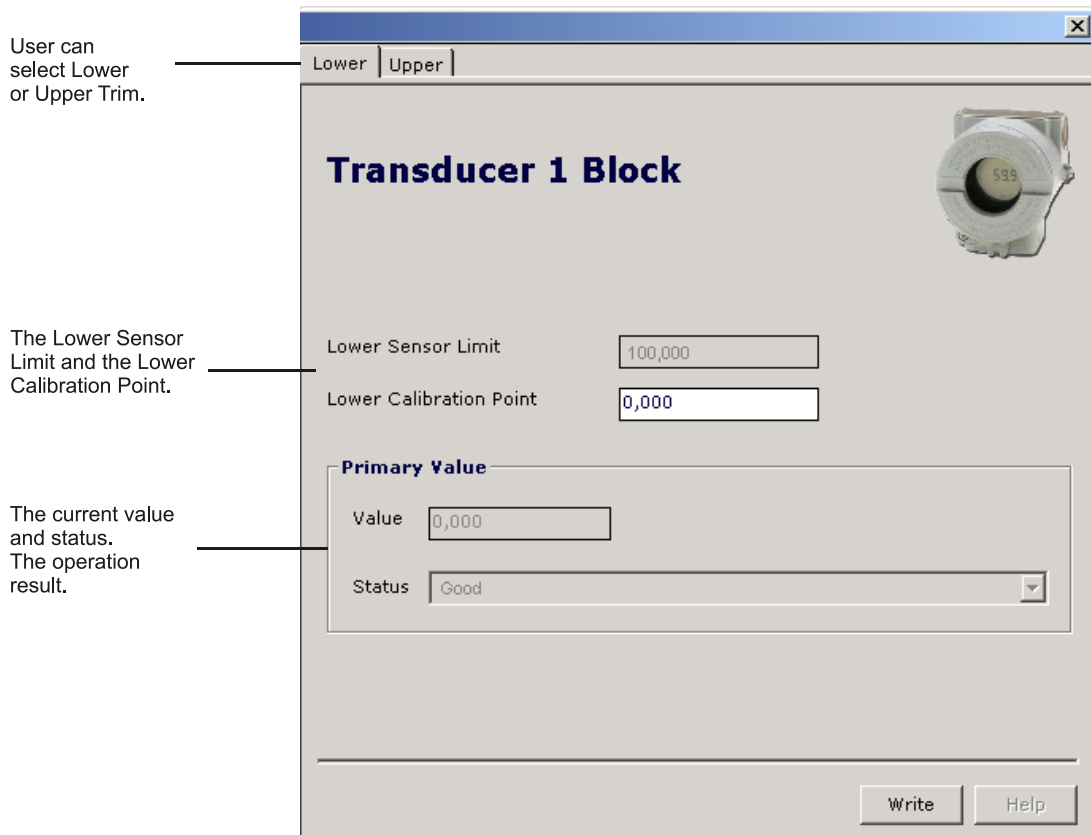 User can
select Lower
or Upper Trim.
Lower
Upper
Transducer 1 Block
59.9
The Lower Sensor
Limit and the Lower
Calibration Point.
Lower Sensor Limit
100,000
Lower Calibration Point
0,000
Primary Value
The current value
and status.
The operation
result.
Value
0,000
Status
Good
Write
Help